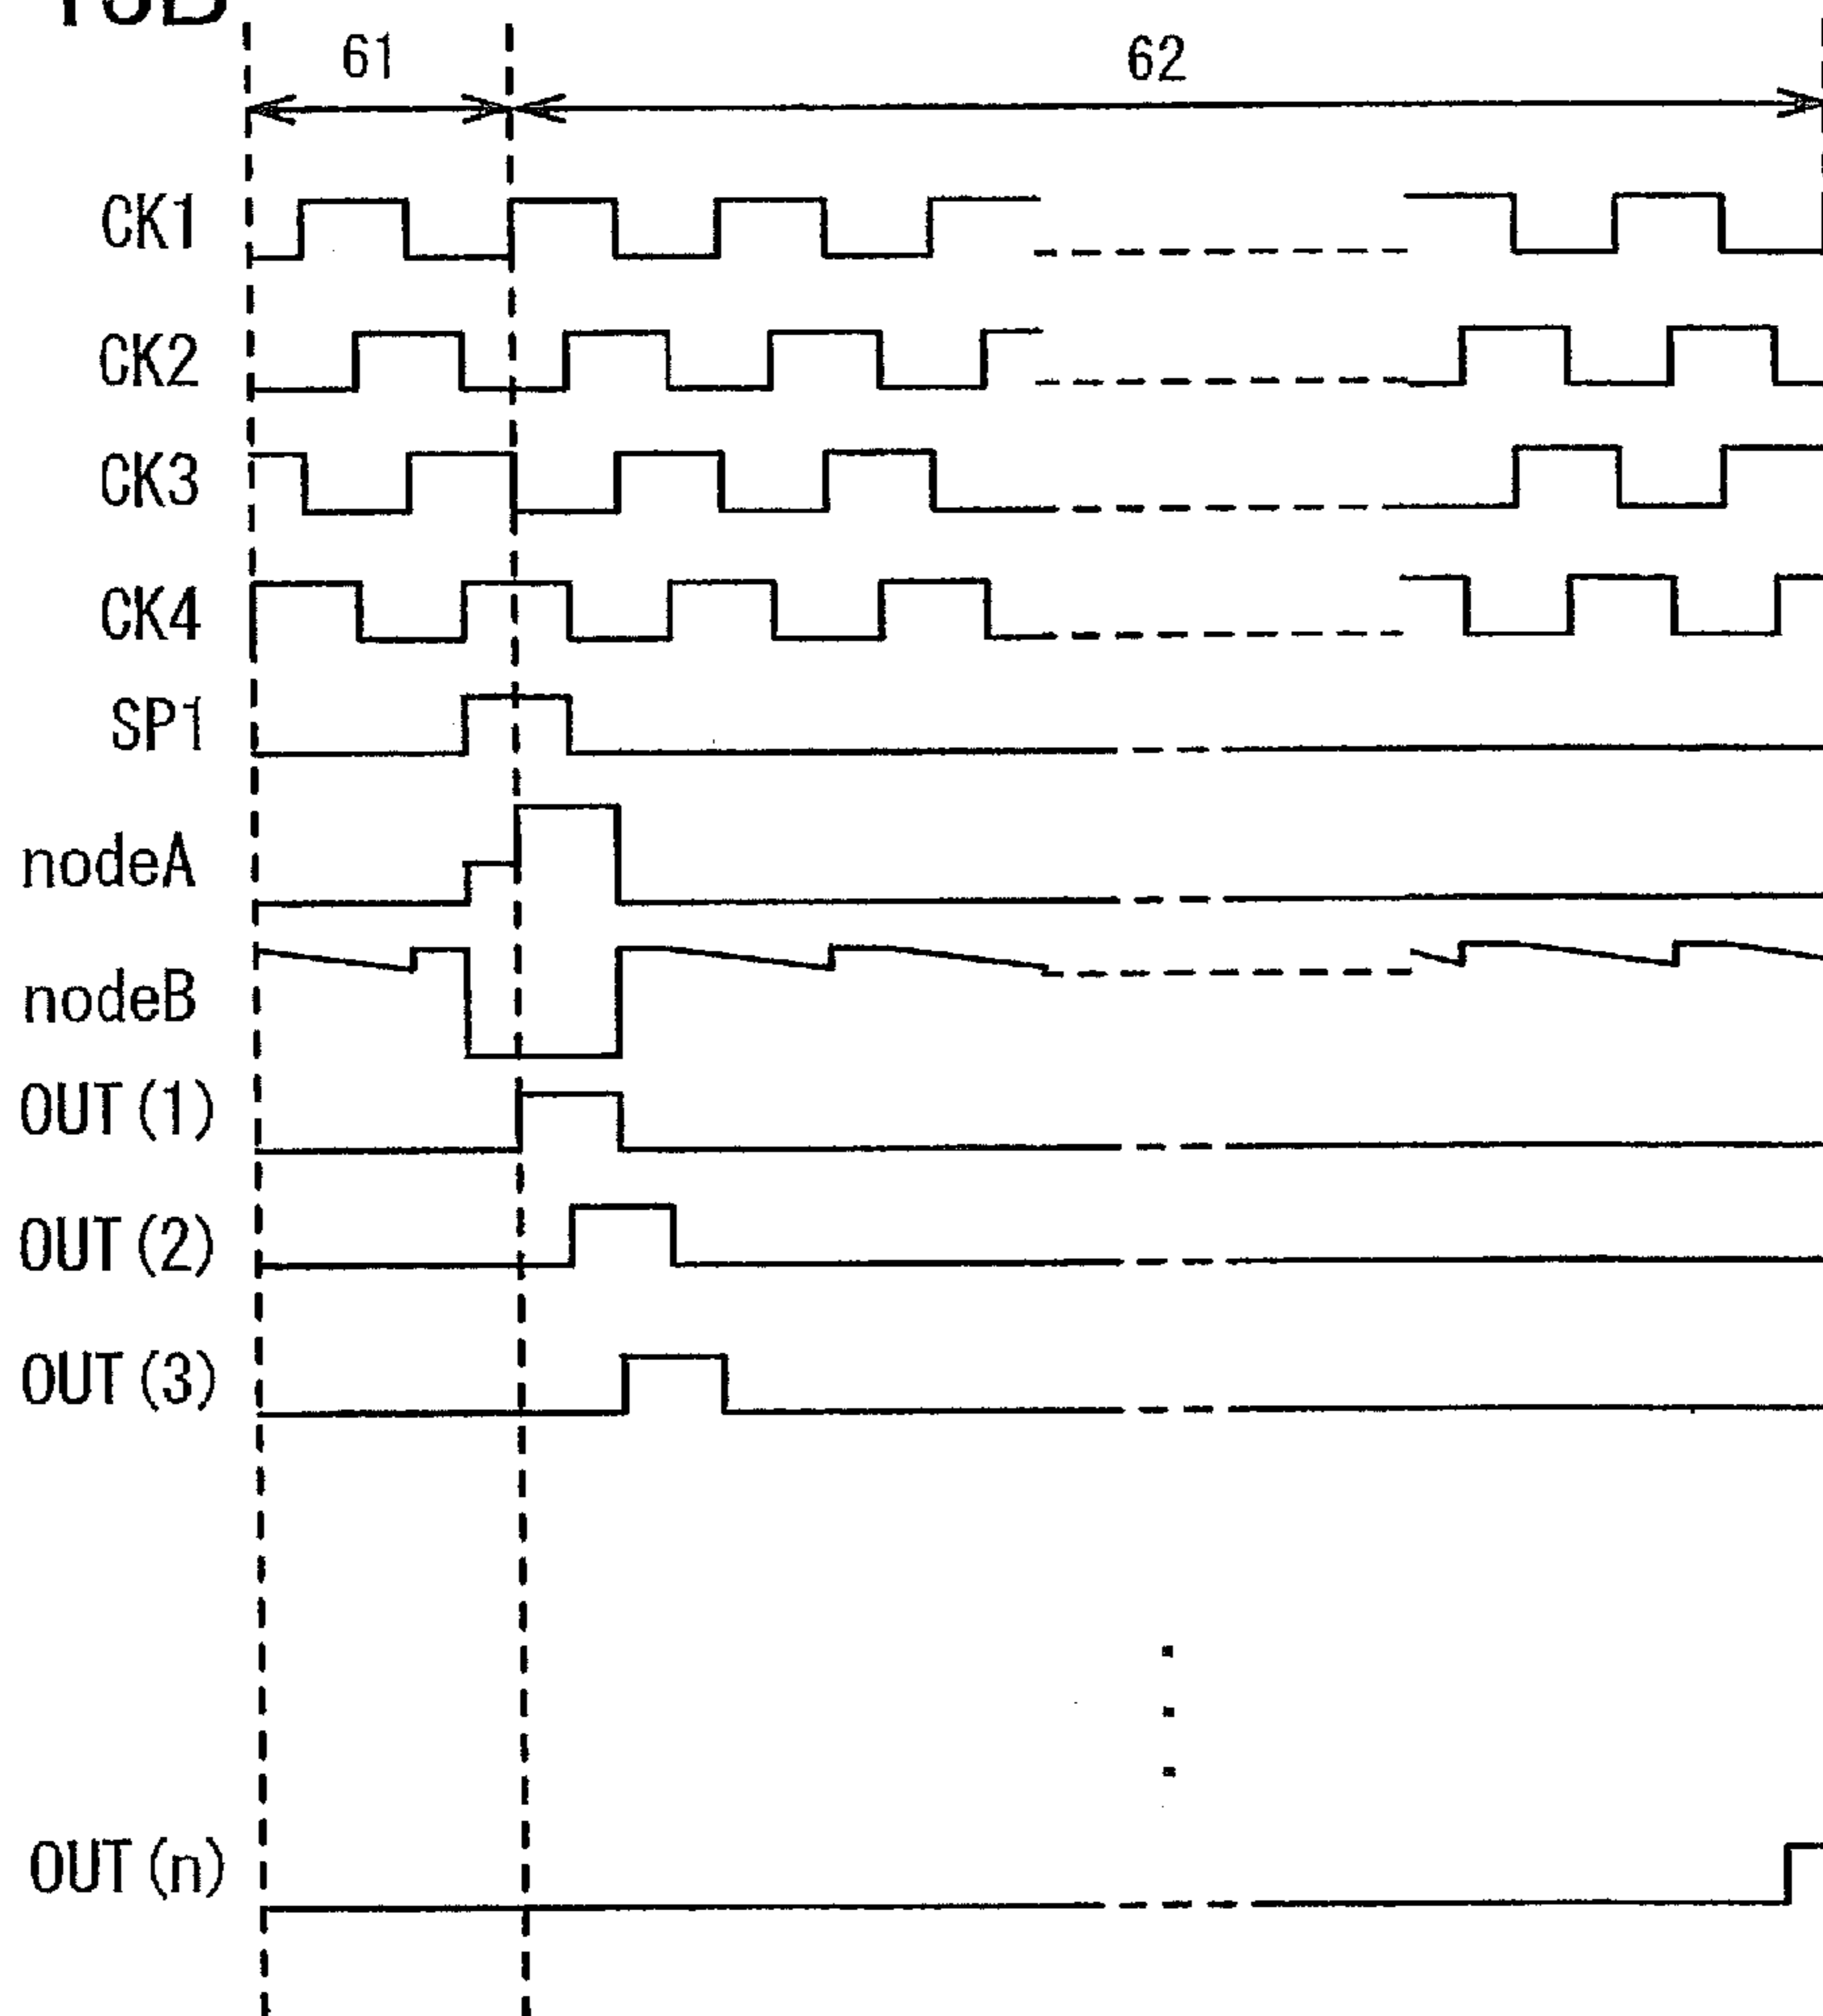 61
62
CK1
CK2
CK3
CK4
SP1
nodeA
nodeB
OUT(1)
OUT(2)
OUT(3)
OUT(n)